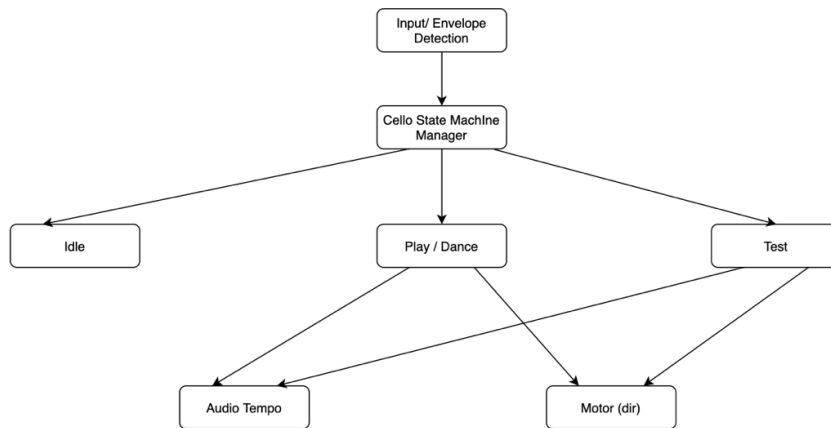 Input/ Envelope
Detection
Cello State MachIne
Manager
Idle
Play / Dance
Test
Audio Tempo
Motor (dir)